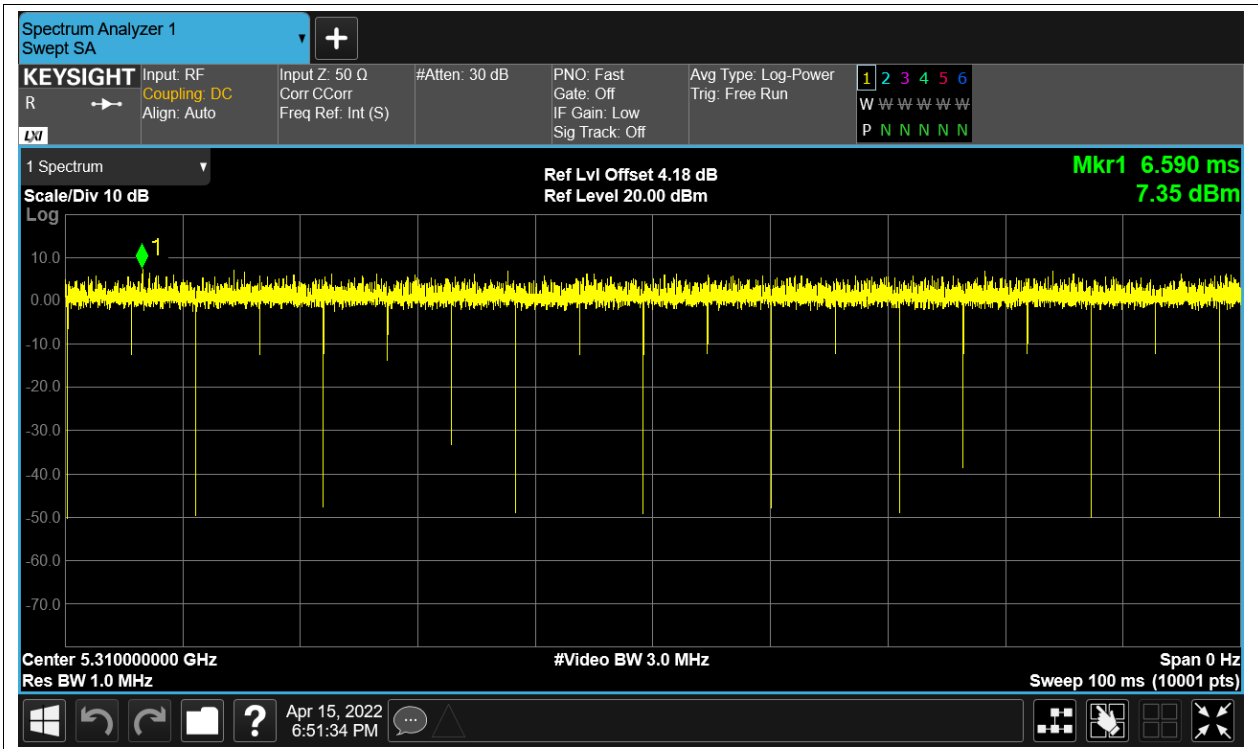 Spectrum Analyzer 1
Swept SA
KEYSIGHT
R
LXI
Input: RF
Coupling: DC
Align: Auto
Input Z: 50 Ω
Corr CCorr
Freq Ref: Int (S)
#Atten: 30 dB
PNO: Fast
Gate: Off
IF Gain: Low
Sig Track: Off
Avg Type: Log-Power
Trig: Free Run
1 2 3 4 5 6
W W W W W W
P N N N N N
1 Spectrum
Scale/Div 10 dB
Ref Lvl Offset 4.18 dB
Ref Level 20.00 dBm
Mkr1 6.590 ms
7.35 dBm
Log
1
10.0
0.00
-10.0
-20.0
-30.0
-40.0
-50.0
-60.0
-70.0
Center 5.310000000 GHz
Res BW 1.0 MHz
#Video BW 3.0 MHz
Span 0 Hz
Sweep 100 ms (10001 pts)
?
Apr 15, 2022
6:51:34 PM